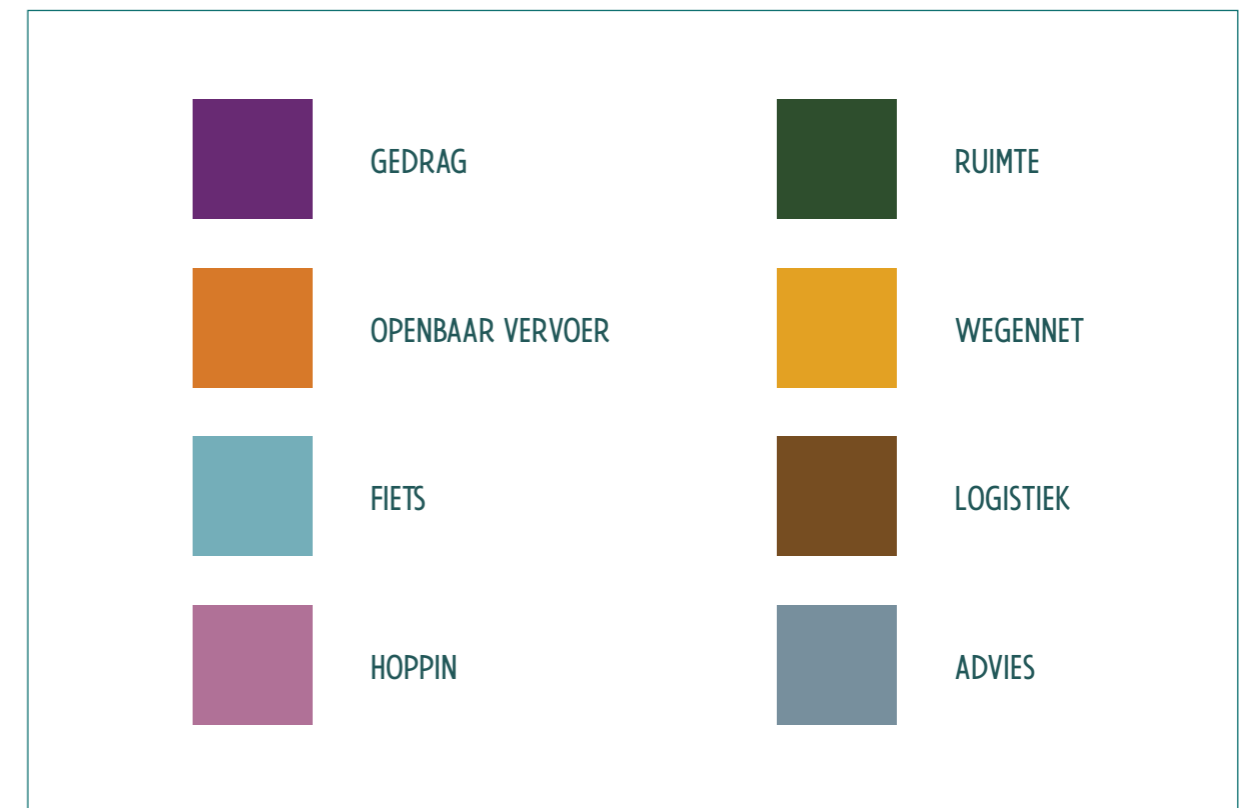 GEDRAG
RUIMTE
OPENBAAR VERVOER
WEGENNET
FIETS
LOGISTIEK
HOPPIN
ADVIES